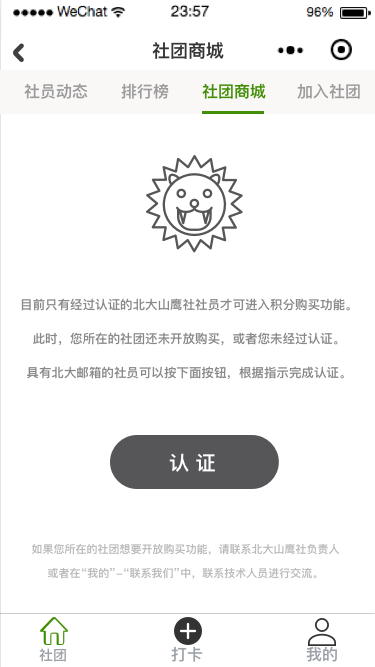 WeChat 23:57 96%
社团商城
社员动态 排行榜 社团商城 加入社团
目前只有经过认证的北大山鹰社社员才可进入积分购买功能。
此时，您所在的社团还未开放购买，或者您未经过认证。
具有北大邮箱的社员可以按下面按钮，根据指示完成认证。
认 证
如果您所在的社团想要开放购买功能，请联系北大山鹰社负责人
或者在“我的”-“联系我们”中，联系技术人员进行交流。
社团 打卡 我的